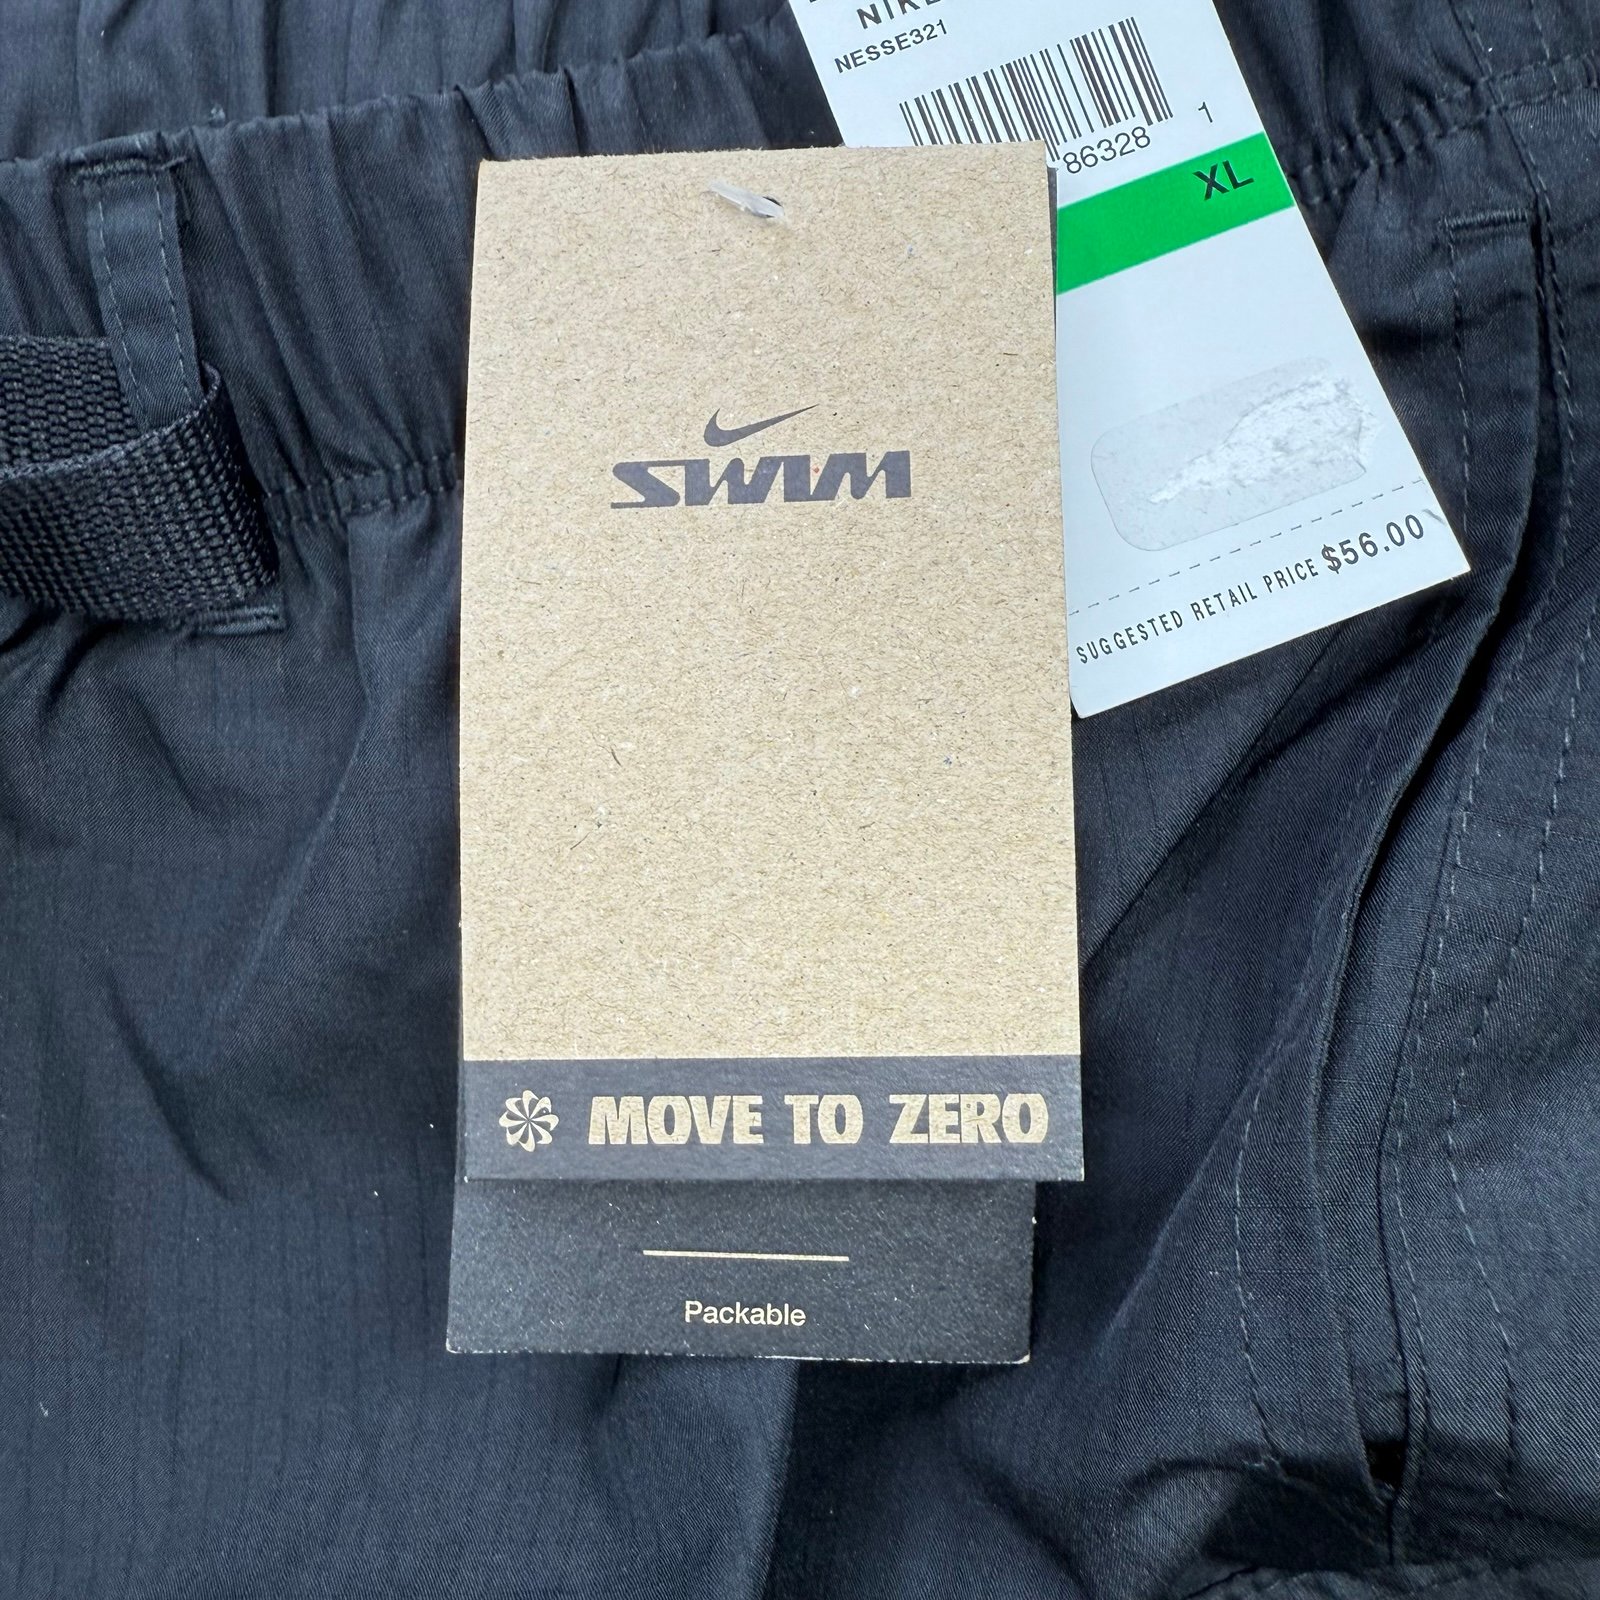 NIKE
NESSE321
86328 1
XL
SUGGESTED RETAIL PRICE $56.00
SWIM
MOVE TO ZERO
Packable